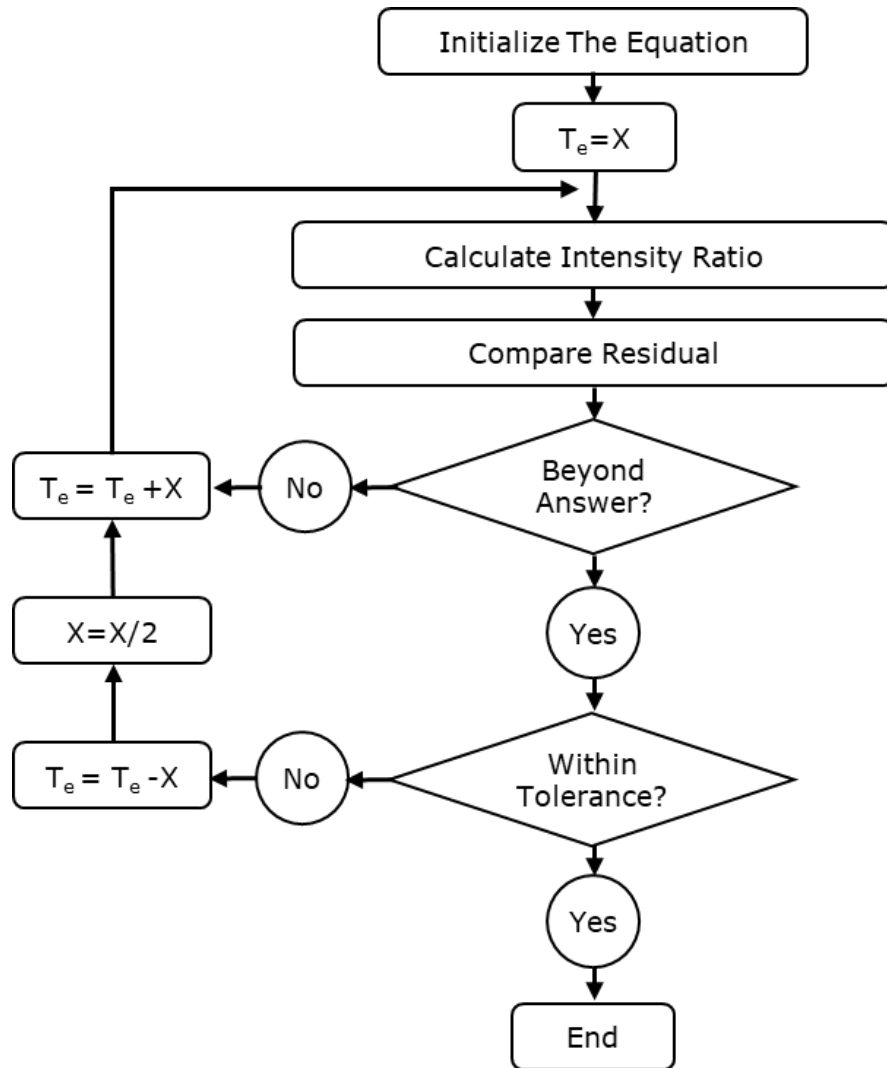 Initialize The Equation
Tₑ=X
Calculate Intensity Ratio
Compare Residual
Beyond
Answer?
No
Tₑ = Tₑ +X
Yes
X=X/2
Within
Tolerance?
No
Tₑ = Tₑ -X
Yes
End